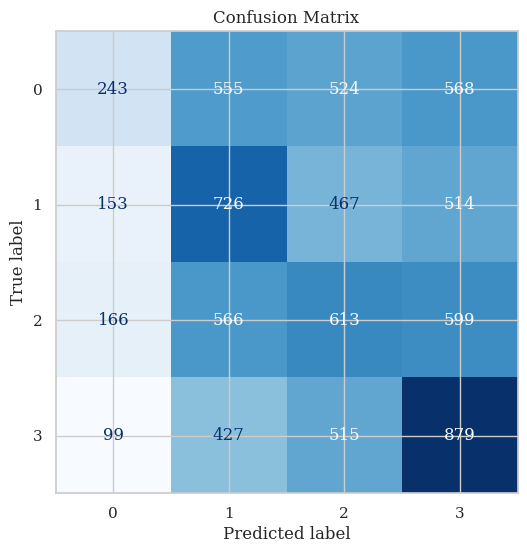 Confusion Matrix
True label
0 243 555 524 568
1 153 726 467 514
2 166 566 613 599
3 99 427 515 879
0 1 2 3
Predicted label